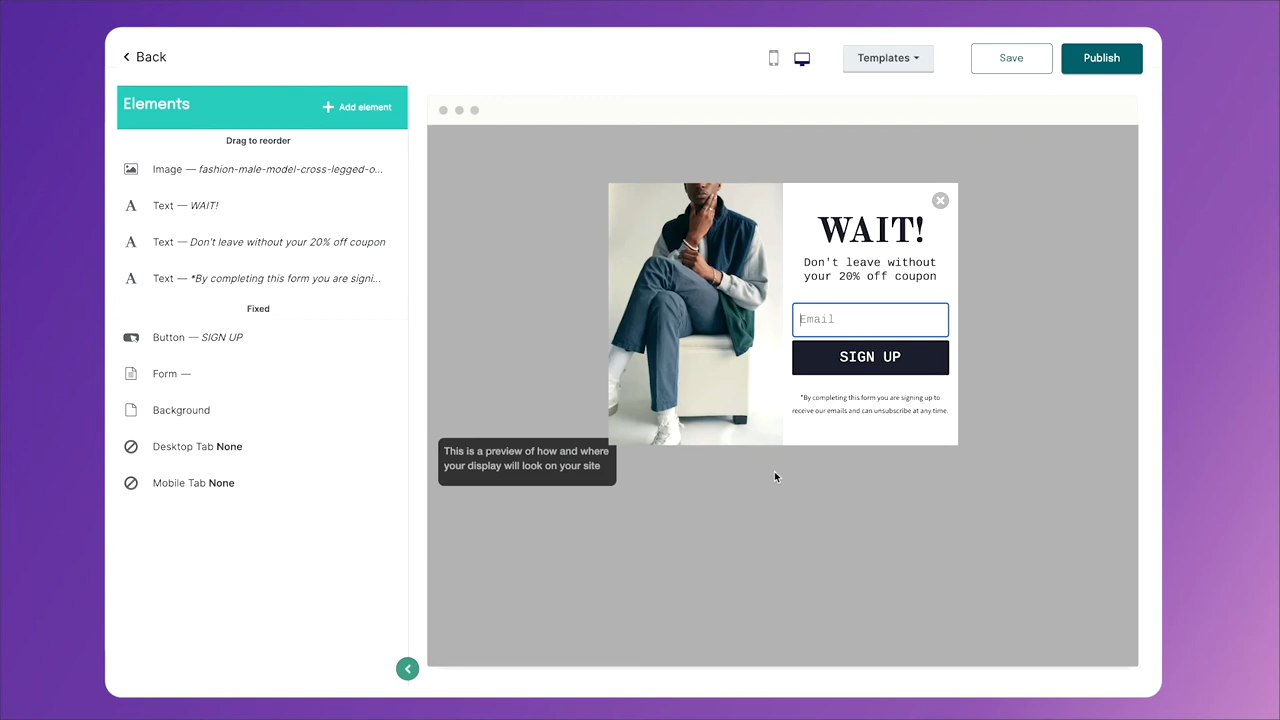 Back
Templates
Save
Publish
Elements
Add element
Drag to reorder
Image — fashion-male-model-cross-legged-o...
Text — WAIT!
Text — Don't leave without your 20% off coupon
Text — *By completing this form you are signi...
Fixed
Button — SIGN UP
Form —
Background
Desktop Tab None
Mobile Tab None
WAIT!
Don't leave without
your 20% off coupon
Email
SIGN UP
*By completing this form you are signing up to
receive our emails and can unsubscribe at any time.
This is a preview of how and where
your display will look on your site